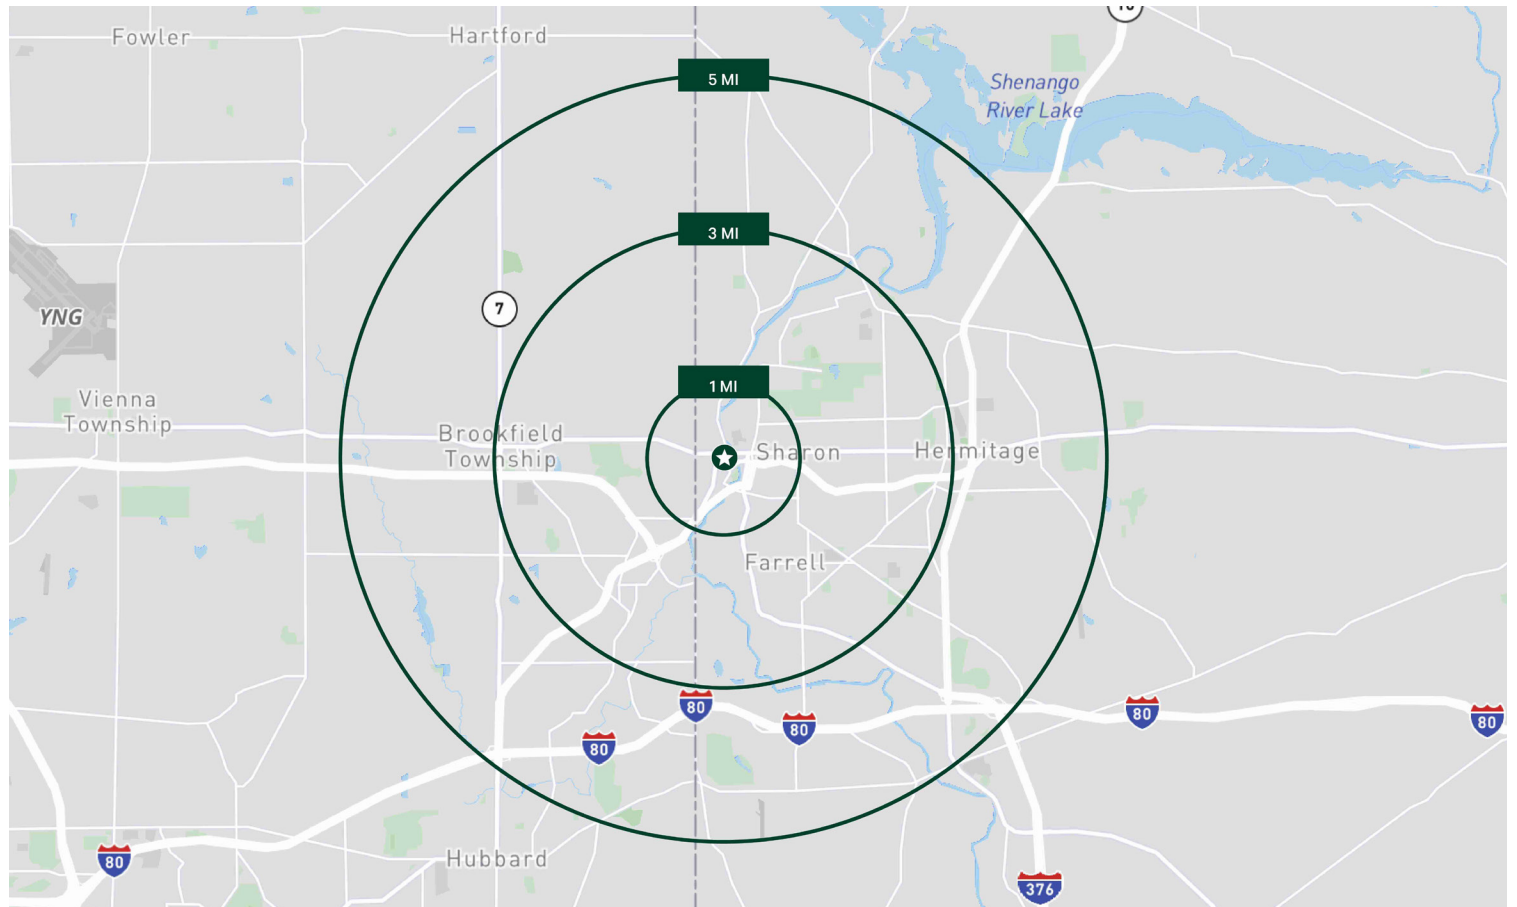 18
Fowler
Hartford
5 MI
Shenango
River Lake
3 MI
7
YNG
1 MI
Vienna
Township
Brookfield
Township
Sharon
Hermitage
Farrell
80
80
80
80
80
Hubbard
80
376